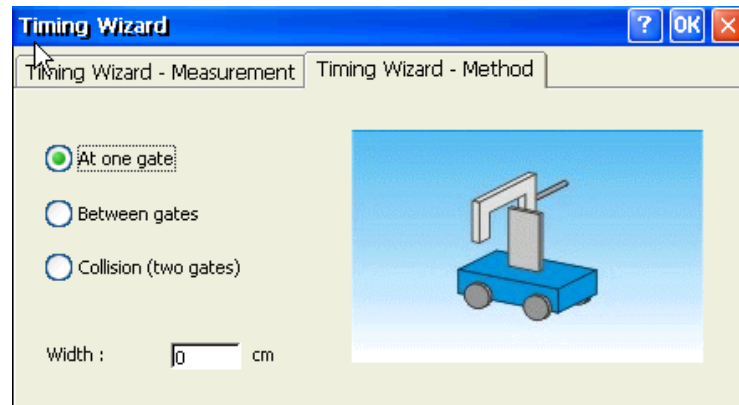 Timing Wizard ? OK
Timing Wizard - Measurement Timing Wizard - Method
At one gate
Between gates
Collision (two gates)
Width : 0 cm